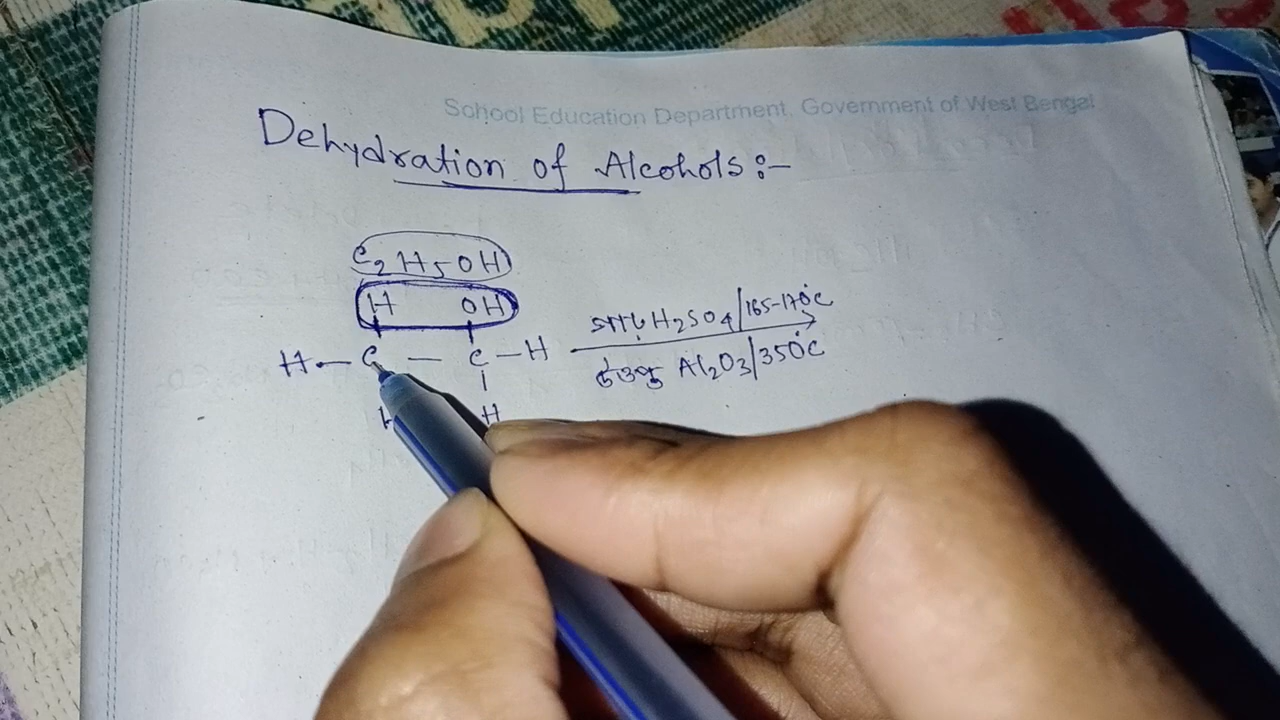 School Education Department. Government of West Bengal
Dehydration of Alcohols:-
C2H5OH
H OH
H - C - C - H
H H
গাঢ় H2SO4/165-170°C
উত্তপ্ত Al2O3/350°C